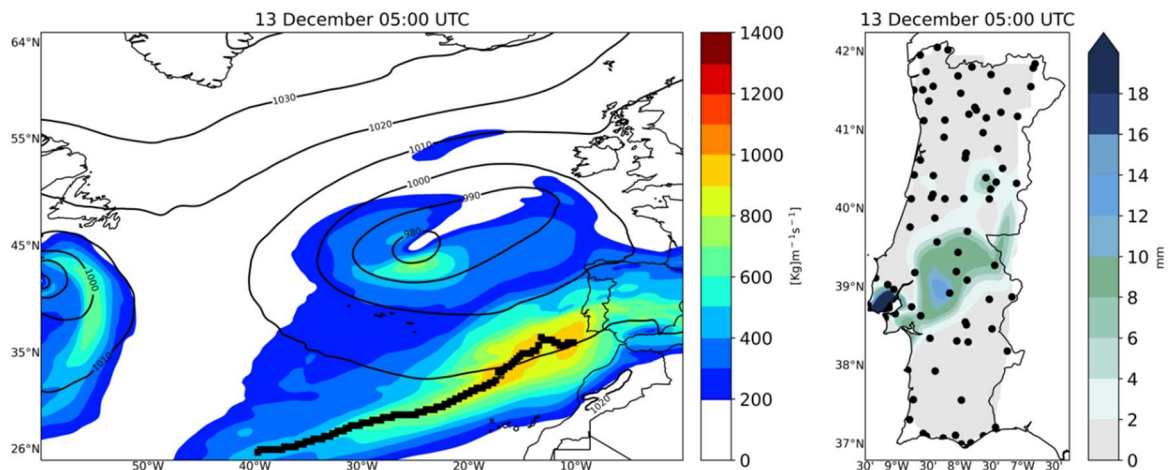 13 December 05:00 UTC
64°N
55°N
45°N
35°N
26°N
50°W
40°W
30°W
20°W
10°W
1030
1020
1010
1000
990
980
1000
1010
1020
1400
1200
1000
800
600
400
200
0
[KgJm⁻¹s⁻¹]
13 December 05:00 UTC
42°N
41°N
40°N
39°N
38°N
37°N
30' 9°W 30' 8°W 30' 7°W 30'
18
16
14
12
10
8
6
4
2
0
mm